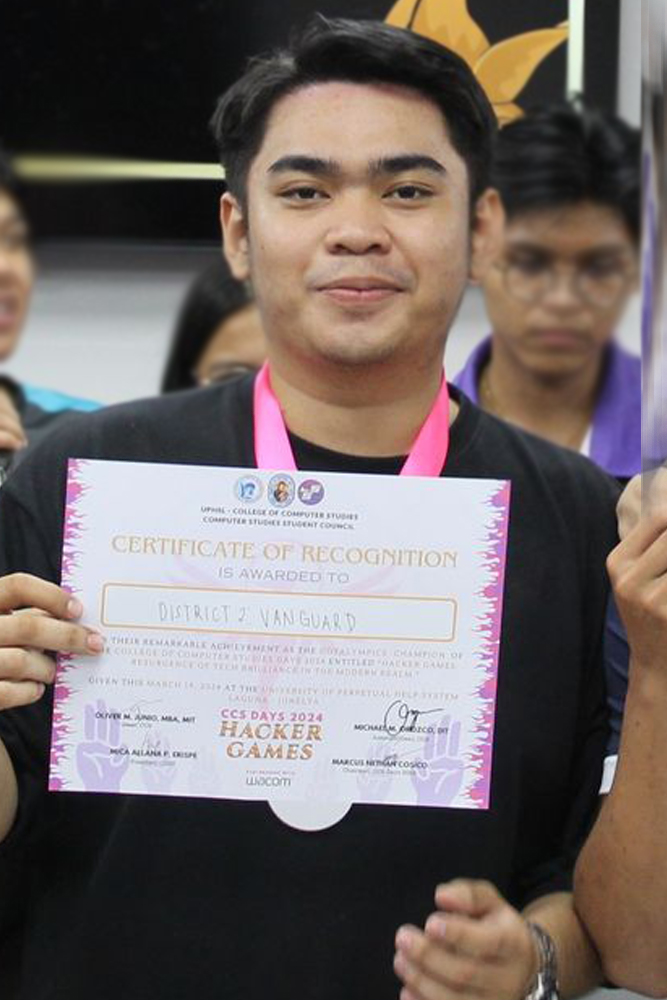 UPHSL - COLLEGE OF COMPUTER STUDIES
COMPUTER STUDIES STUDENT COUNCIL
CERTIFICATE OF RECOGNITION
IS AWARDED TO
DISTRICT 2 VANGUARD
THEIR REMARKABLE ACHIEVEMENT AS THE CHAMPION OF
COLLEGE OF COMPUTER STUDIES DAYS 2024 ENTITLED "HACKER GAMES
RESURGENCE OF TECH BRILLIANCE IN THE MODERN REALM."
GIVEN THIS MARCH 14, 2024 AT THE UNIVERSITY OF PERPETUAL HELP SYSTEM
LAGUNA -
OLIVER M. JUNIO, MBA, MIT
MICHAEL M. OROZCO, DIT
CCS DAYS 2024
HACKER
GAMES
MICA ALLANA P.
MARCUS NETHAN COSICO
wacom